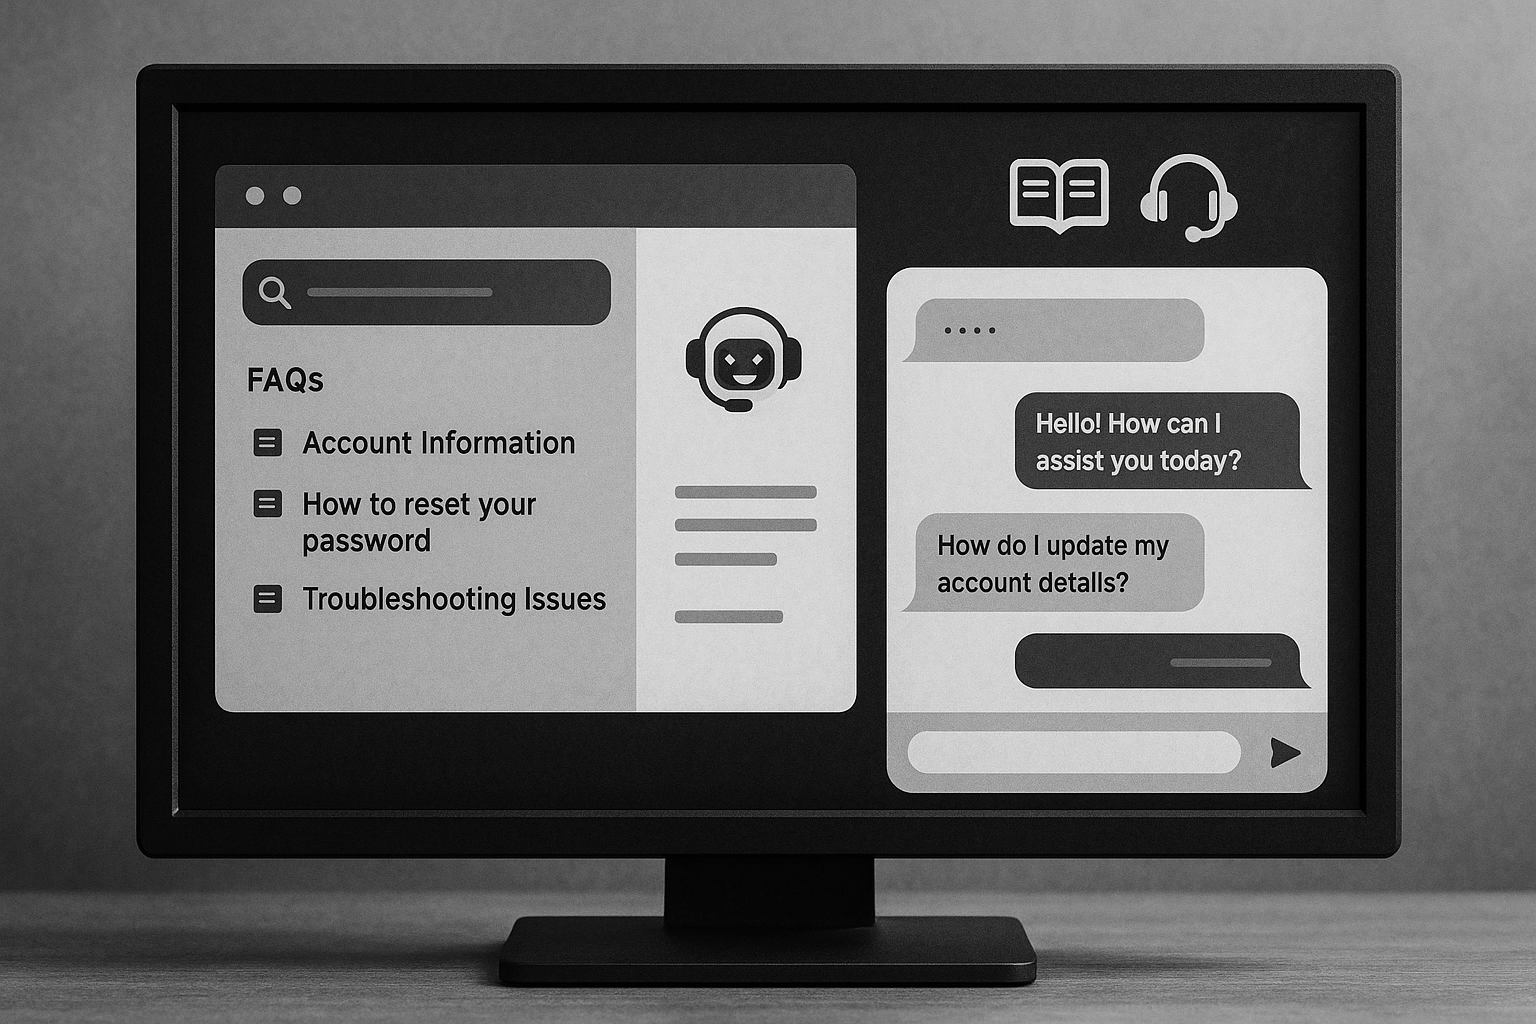 FAQs
Account Information
How to reset your
password
Troubleshooting Issues
....
Hello! How can I
assist you today?
How do I update my
account detalls?